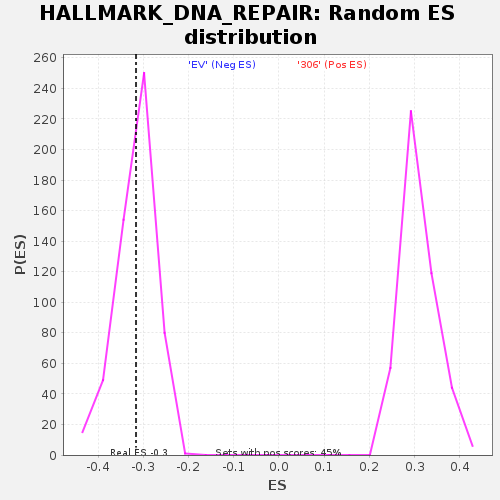 HALLMARK_DNA_REPAIR: Random ES
distribution
'EV' (Neg ES) '306' (Pos ES)
260
240
220
200
180
160
140
120
100
80
60
40
20
0
P(ES)
Real ES -0.3 Sets with pos scores: 45%
-0.4 -0.3 -0.2 -0.1 0.0 0.1 0.2 0.3 0.4
ES